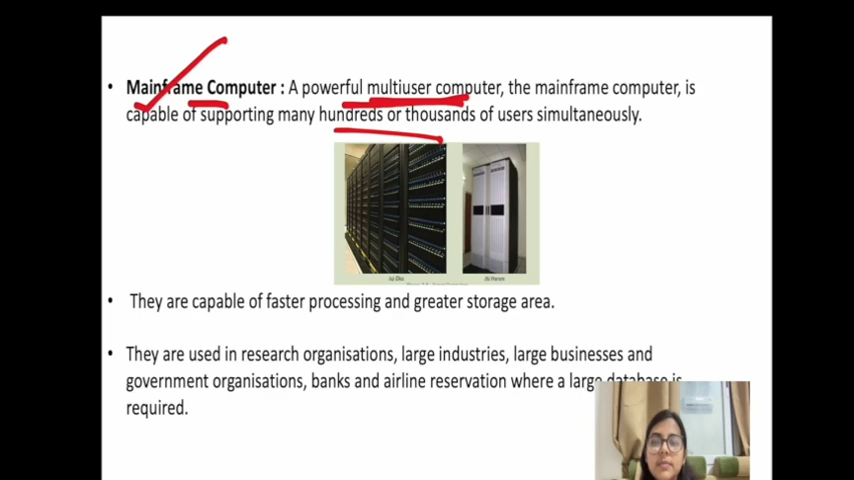 • Mainframe Computer : A powerful multiuser computer, the mainframe computer, is
capable of supporting many hundreds or thousands of users simultaneously.
• They are capable of faster processing and greater storage area.
• They are used in research organisations, large industries, large businesses and
government organisations, banks and airline reservation where a large database is
required.